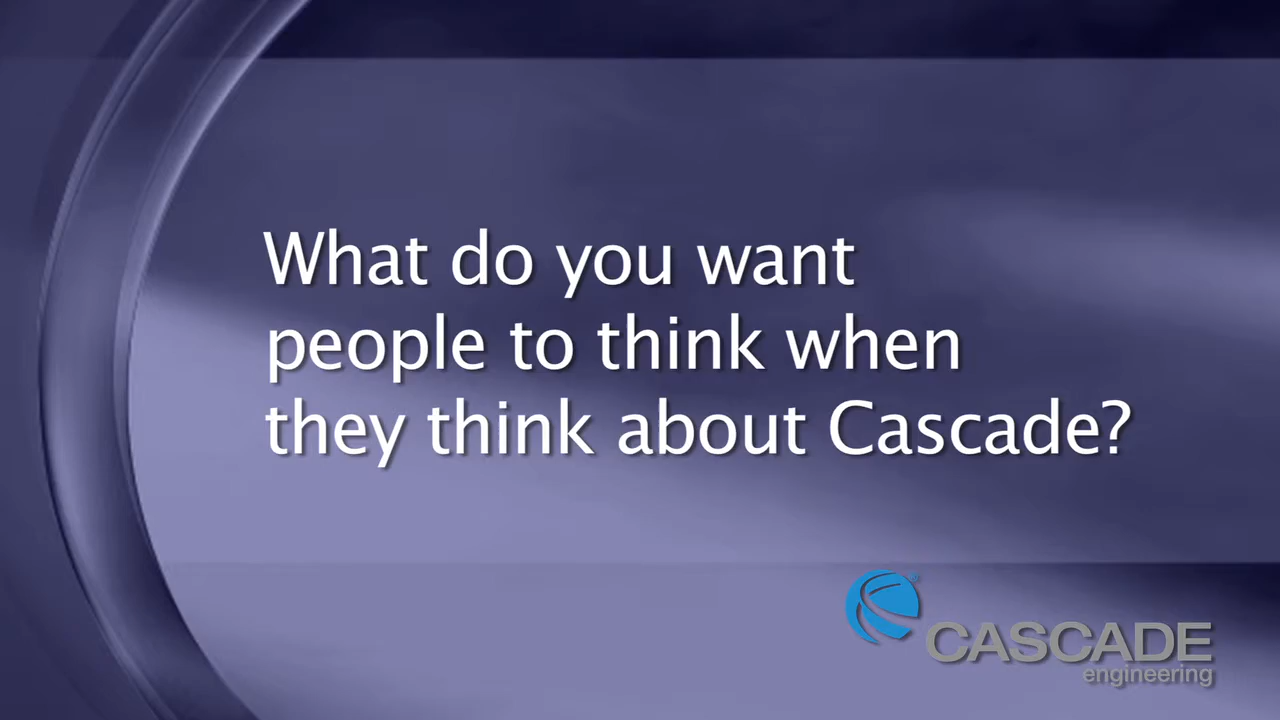 What do you want
people to think when
they think about Cascade?
CASCADE
engineering